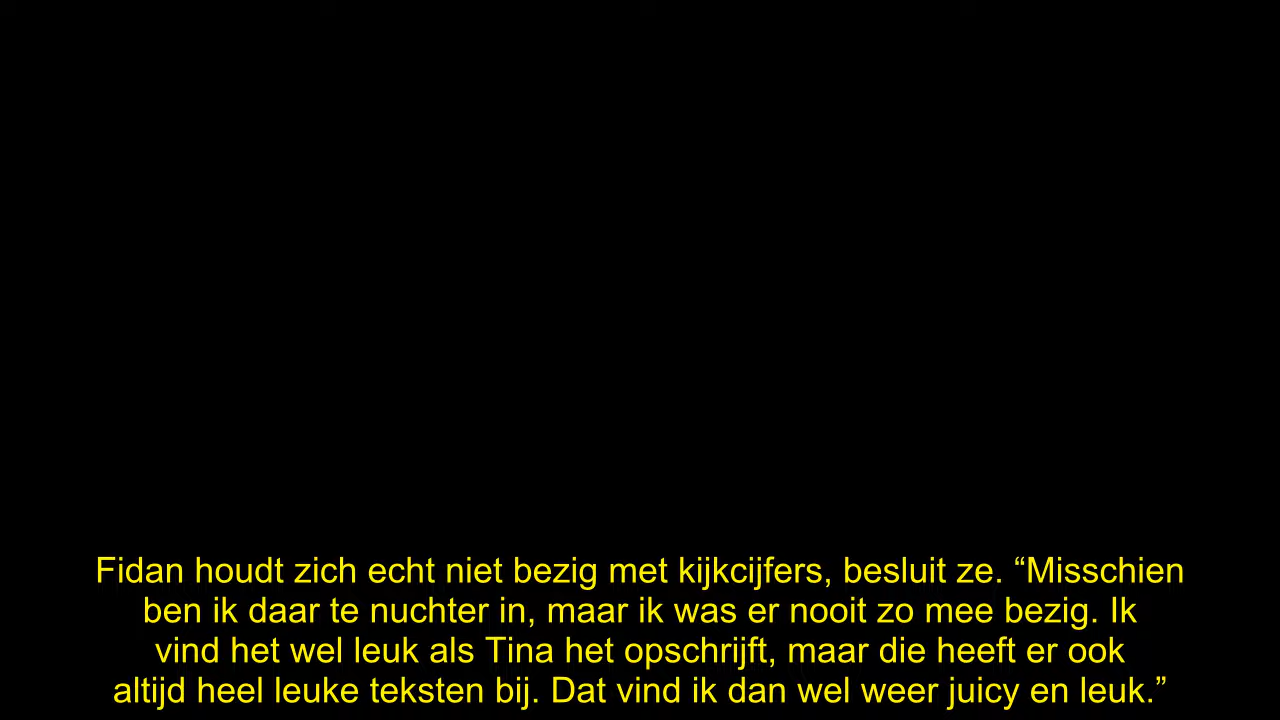 Fidan houdt zich echt niet bezig met kijkcijfers, besluit ze. “Misschien
ben ik daar te nuchter in, maar ik was er nooit zo mee bezig. Ik
vind het wel leuk als Tina het opschrijft, maar die heeft er ook
altijd heel leuke teksten bij. Dat vind ik dan wel weer juicy en leuk.”